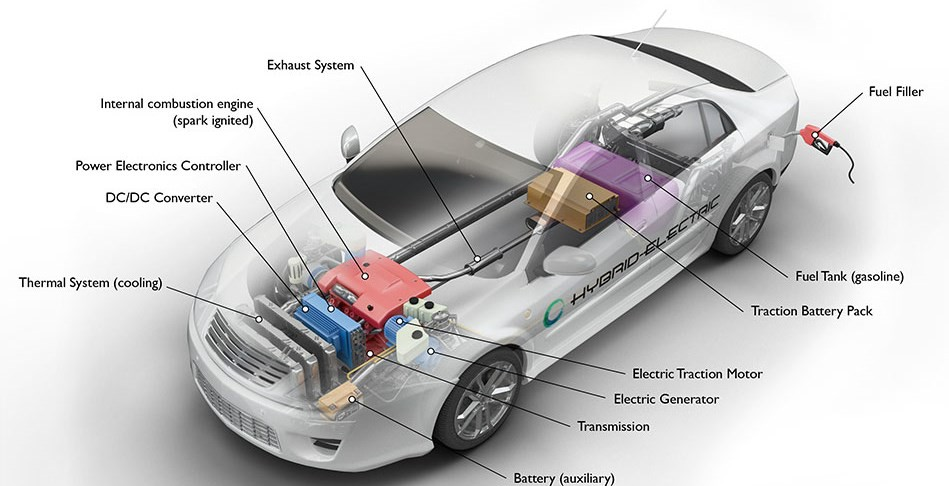 Exhaust System
Fuel Filler
Internal combustion engine
(spark ignited)
Power Electronics Controller
DC/DC Converter
Thermal System (cooling)
HYBRID-ELECTRIC
Fuel Tank (gasoline)
Traction Battery Pack
Electric Traction Motor
Electric Generator
Transmission
Battery (auxiliary)